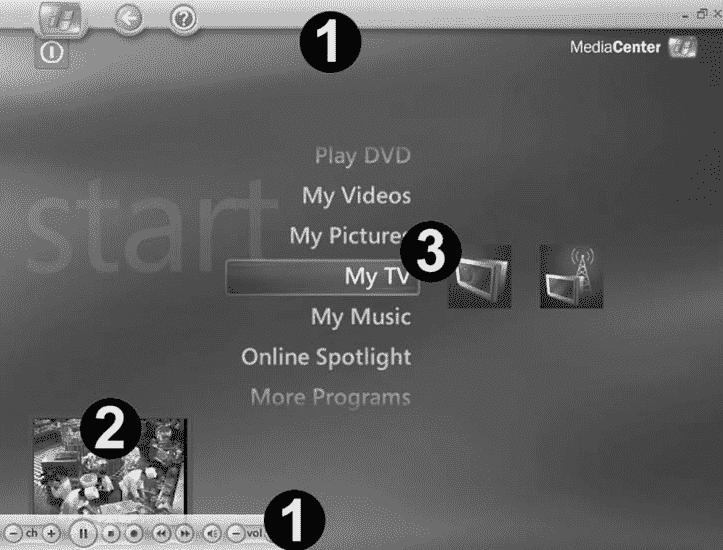 1
MediaCenter
start
Play DVD
My Videos
My Pictures
3
My TV
My Music
Online Spotlight
More Programs
2
1
ch
vol